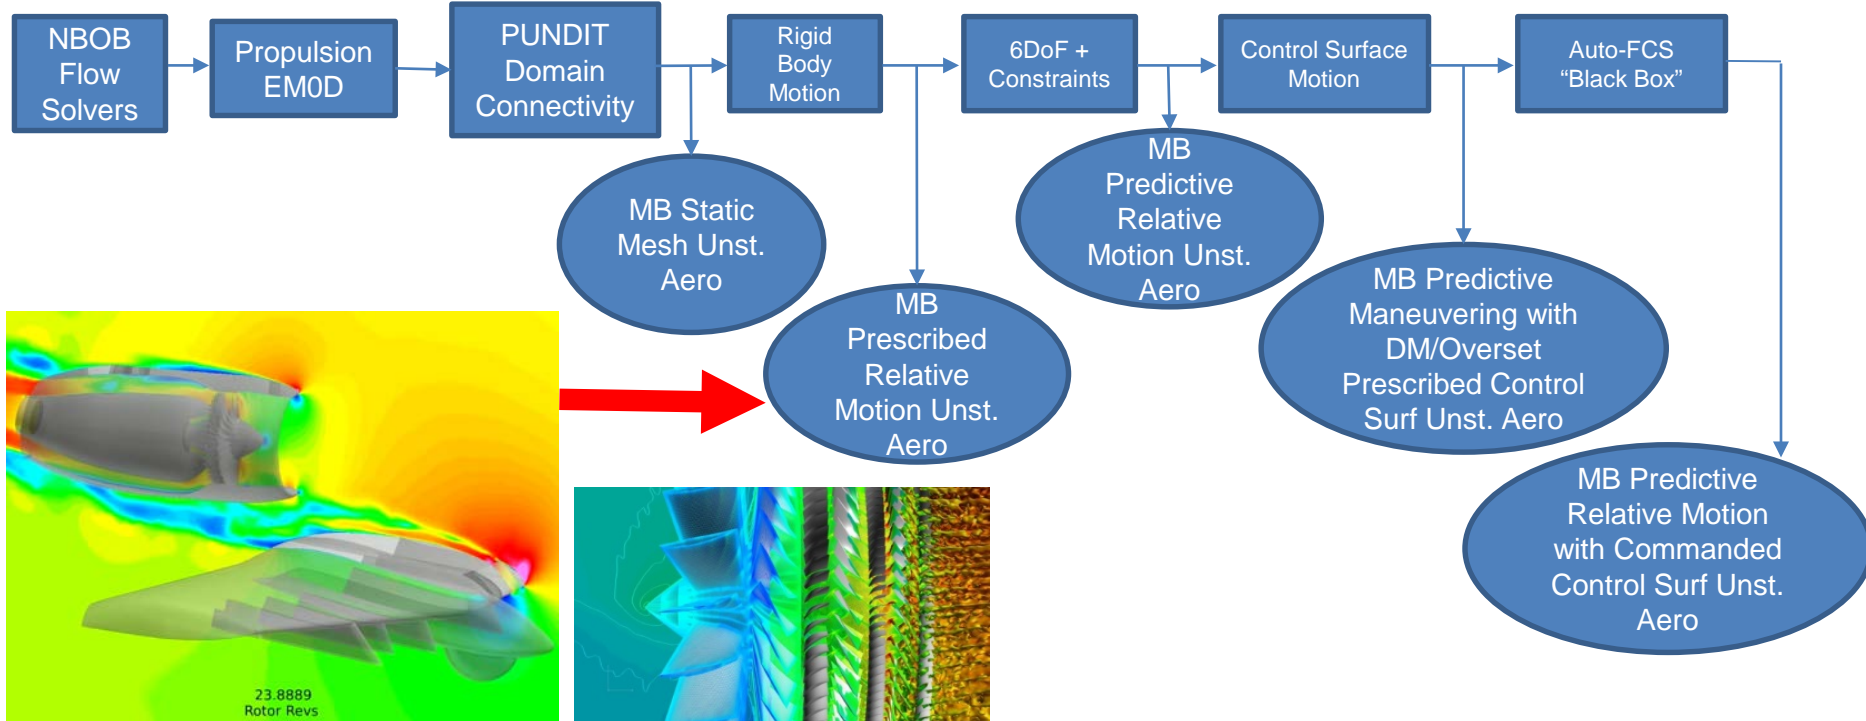 NBOB
Flow
Solvers
Propulsion
EM0D
PUNDIT
Domain
Connectivity
Rigid
Body
Motion
6DoF +
Constraints
Control Surface
Motion
Auto-FCS
“Black Box”
MB Static
Mesh Unst.
Aero
MB
Prescribed
Relative
Motion Unst.
Aero
MB
Predictive
Relative
Motion Unst.
Aero
MB Predictive
Maneuvering with
DM/Overset
Prescribed Control
Surf Unst. Aero
MB Predictive
Relative Motion
with Commanded
Control Surf Unst.
Aero
23.8889
Rotor Revs